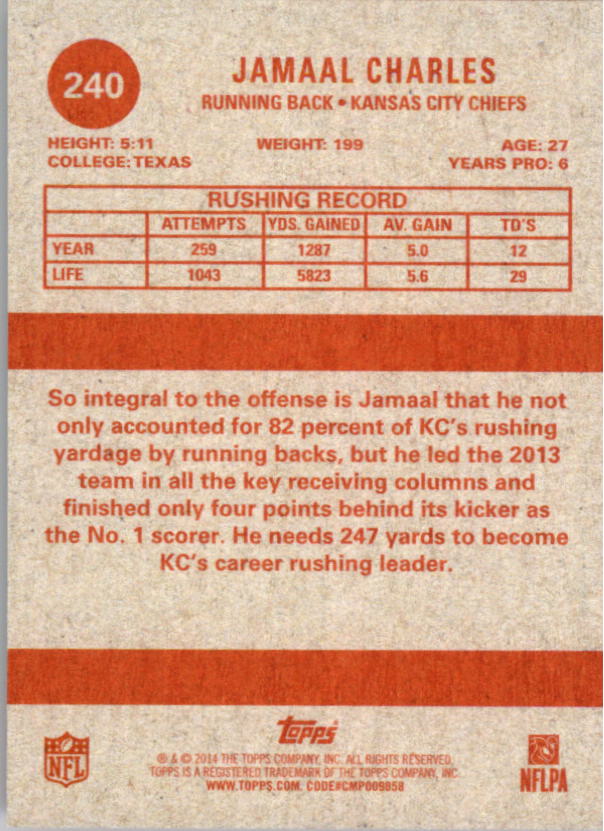 240
JAMAAL CHARLES
RUNNING BACK • KANSAS CITY CHIEFS
HEIGHT: 5:11 WEIGHT: 199 AGE: 27
COLLEGE: TEXAS YEARS PRO: 6
RUSHING RECORD
ATTEMPTS YDS. GAINED AV. GAIN TD'S
YEAR 259 1287 5.0 12
LIFE 1043 5823 5.6 29
So integral to the offense is Jamaal that he not
only accounted for 82 percent of KC's rushing
yardage by running backs, but he led the 2013
team in all the key receiving columns and
finished only four points behind its kicker as
the No. 1 scorer. He needs 247 yards to become
KC's career rushing leader.
NFL
Topps
® & © 2014 THE TOPPS COMPANY, INC. ALL RIGHTS RESERVED.
TOPPS IS A REGISTERED TRADEMARK OF THE TOPPS COMPANY, INC.
WWW.TOPPS.COM. CODE#CMP009858
NFLPA